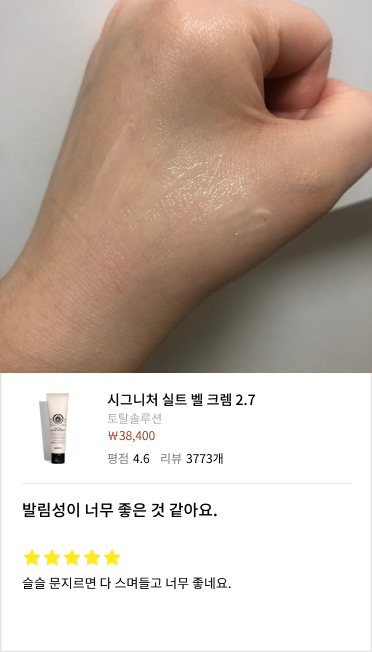 시그니처 실트 벨 크렘 2.7
토탈솔루션
₩38,400
평점 4.6 리뷰 3773개
발림성이 너무 좋은 것 같아요.
슬슬 문지르면 다 스며들고 너무 좋네요.